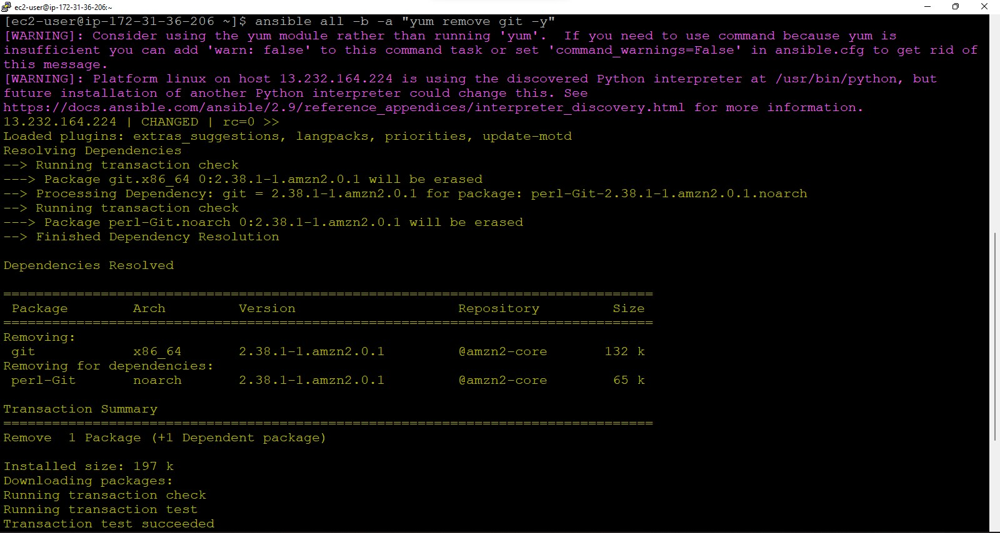 ec2-user@ip-172-31-36-206:~
[ec2-user@ip-172-31-36-206 ~]$ ansible all -b -a "yum remove git -y"
[WARNING]: Consider using the yum module rather than running 'yum'.  If you need to use command because yum is
insufficient you can add 'warn: false' to this command task or set 'command_warnings=False' in ansible.cfg to get rid of
this message.
[WARNING]: Platform linux on host 13.232.164.224 is using the discovered Python interpreter at /usr/bin/python, but
future installation of another Python interpreter could change this. See
https://docs.ansible.com/ansible/2.9/reference_appendices/interpreter_discovery.html for more information.
13.232.164.224 | CHANGED | rc=0 >>
Loaded plugins: extras_suggestions, langpacks, priorities, update-motd
Resolving Dependencies
--> Running transaction check
---> Package git.x86_64 0:2.38.1-1.amzn2.0.1 will be erased
--> Processing Dependency: git = 2.38.1-1.amzn2.0.1 for package: perl-Git-2.38.1-1.amzn2.0.1.noarch
--> Running transaction check
---> Package perl-Git.noarch 0:2.38.1-1.amzn2.0.1 will be erased
--> Finished Dependency Resolution
Dependencies Resolved
================================================================================
Package        Arch         Version                    Repository         Size
================================================================================
Removing:
git            x86_64       2.38.1-1.amzn2.0.1         @amzn2-core       132 k
Removing for dependencies:
perl-Git       noarch       2.38.1-1.amzn2.0.1         @amzn2-core        65 k
Transaction Summary
================================================================================
Remove  1 Package (+1 Dependent package)
Installed size: 197 k
Downloading packages:
Running transaction check
Running transaction test
Transaction test succeeded